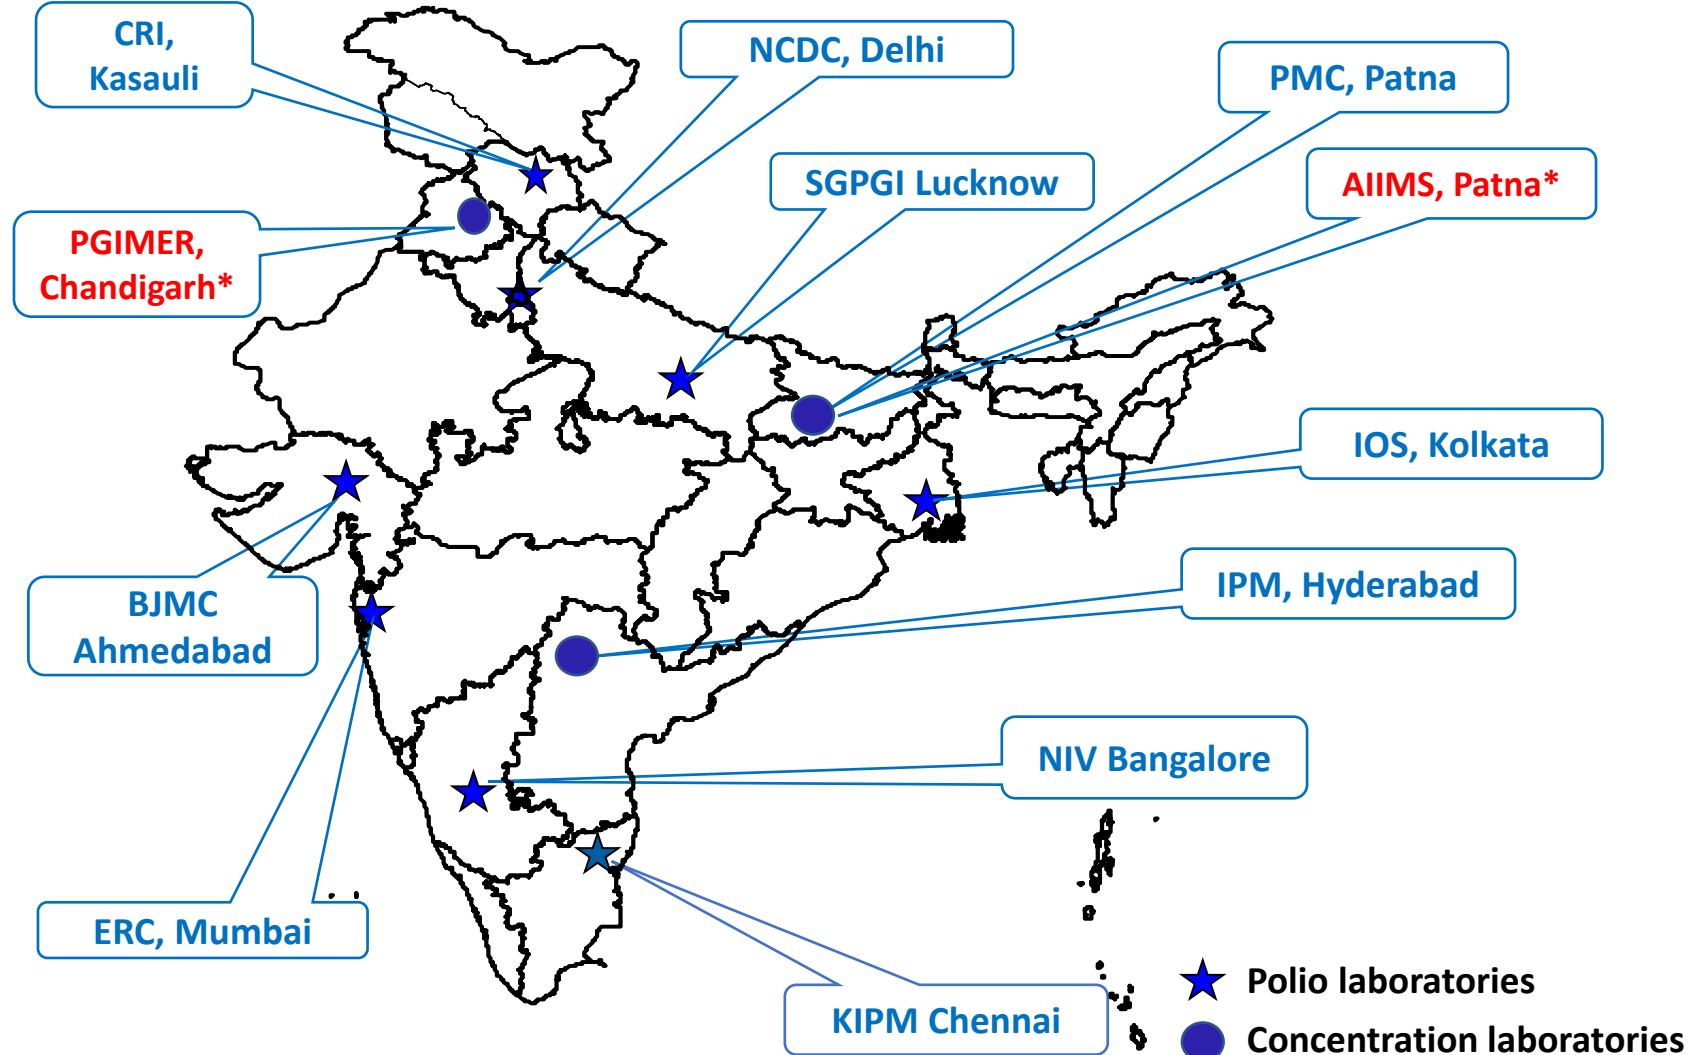 CRI,
Kasauli
NCDC, Delhi
PMC, Patna
SGPGI Lucknow
AIIMS, Patna*
PGIMER,
Chandigarh*
IOS, Kolkata
IPM, Hyderabad
BJMC
Ahmedabad
NIV Bangalore
ERC, Mumbai
KIPM Chennai
Polio laboratories
Concentration laboratories